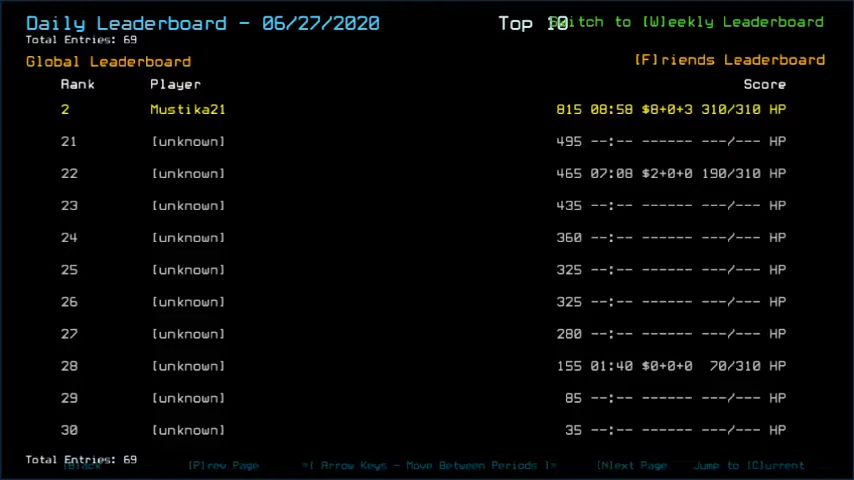 Daily Leaderboard - 06/27/2020 Top 10 Switch to [W]eekly Leaderboard
Total Entries: 69
Global Leaderboard [F]riends Leaderboard
Rank Player Score
2 Mustika21 815 08:58 $8+0+3 310/310 HP
21 [unknown] 495 --:-- ------ ---/--- HP
22 [unknown] 465 07:08 $2+0+0 190/310 HP
23 [unknown] 435 --:-- ------ ---/--- HP
24 [unknown] 360 --:-- ------ ---/--- HP
25 [unknown] 325 --:-- ------ ---/--- HP
26 [unknown] 325 --:-- ------ ---/--- HP
27 [unknown] 280 --:-- ------ ---/--- HP
28 [unknown] 155 01:40 $0+0+0 70/310 HP
29 [unknown] 85 --:-- ------ ---/--- HP
30 [unknown] 35 --:-- ------ ---/--- HP
Total Entries: 69
[B]ack [P]rev Page =[ Arrow Keys - Move Between Periods ]= [N]ext Page Jump to [C]urrent